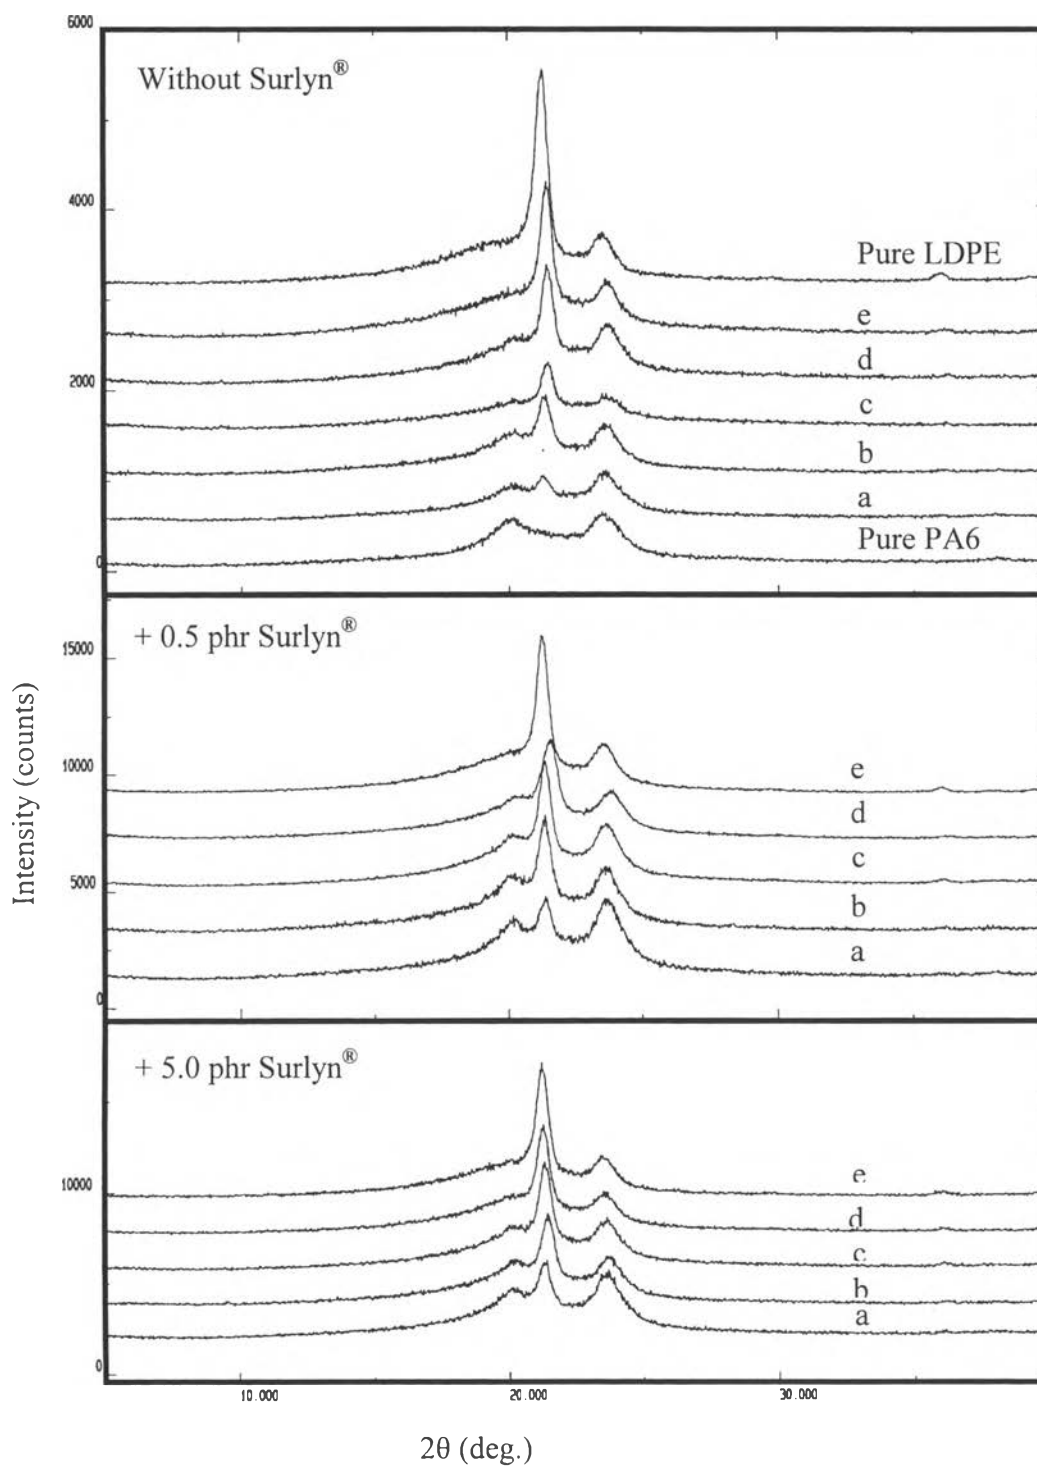 6000
Without Surlyn®
4000
Pure LDPE
e
d
2000
c
b
a
Pure PA6
0
+ 0.5 phr Surlyn®
15000
10000
e
d
c
5000
b
a
0
Intensity (counts)
+ 5.0 phr Surlyn®
10000
e
d
c
b
a
0
10.000 20.000 30.000
2θ (deg.)